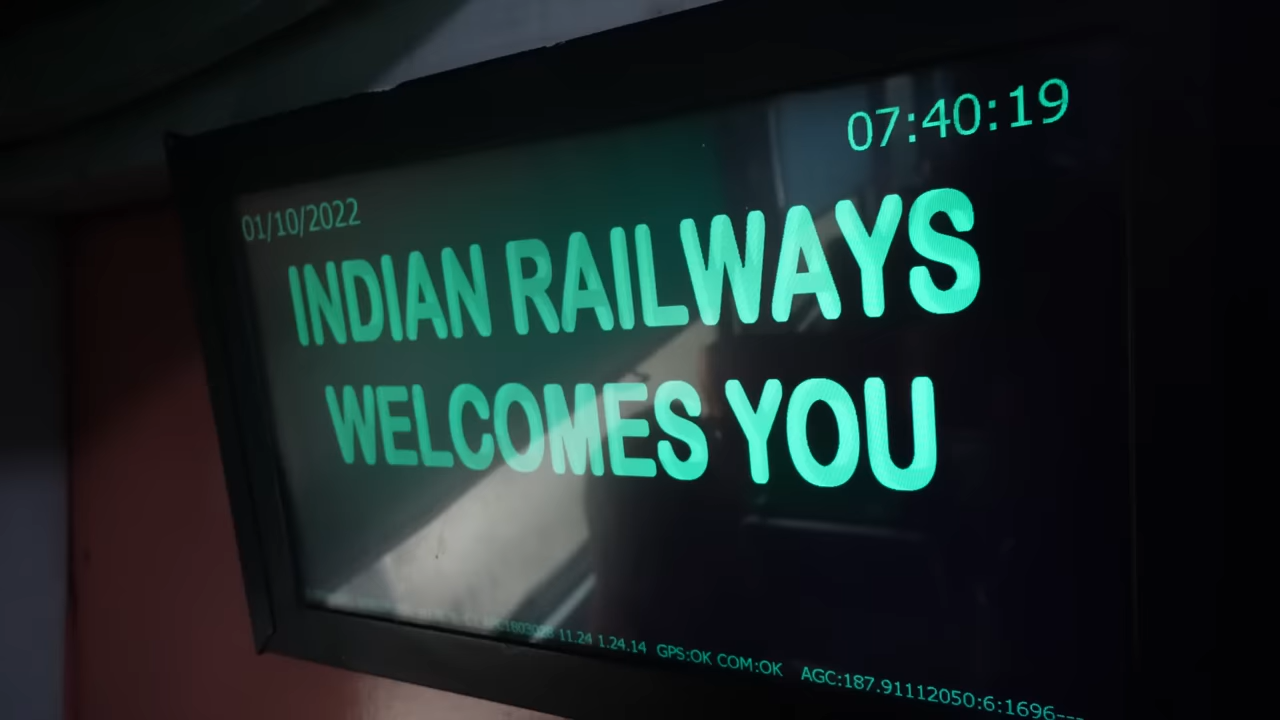 07:40:19
01/10/2022
INDIAN RAILWAYS
WELCOMES YOU
11.24 1.24.14 GPS:OK COM:OK AGC:187.91112050:6:1696---